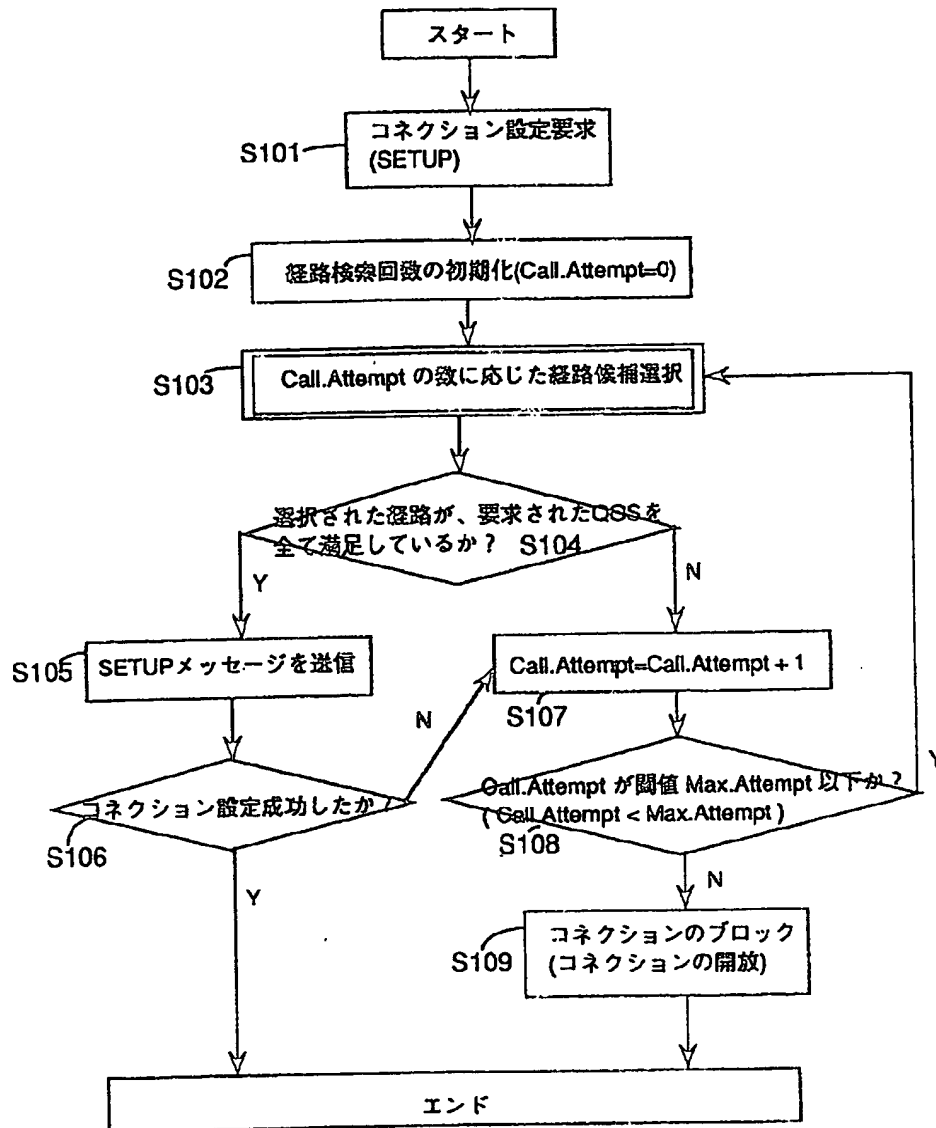 スタート
S101
コネクション設定要求
(SETUP)
S102
経路検索回数の初期化(Call.Attempt=0)
S103
Call.Attempt の数に応じた経路候補選択
選択された経路が、要求されたQOSを
全て満足しているか？ S104
Y
N
S105
SETUPメッセージを送信
Call.Attempt=Call.Attempt + 1
S107
N
コネクション設定成功したか？
S106
Call.Attempt が閾値 Max.Attempt 以下か？
( Call.Attempt < Max.Attempt )
S108
Y
Y
N
S109
コネクションのブロック
(コネクションの開放)
エンド